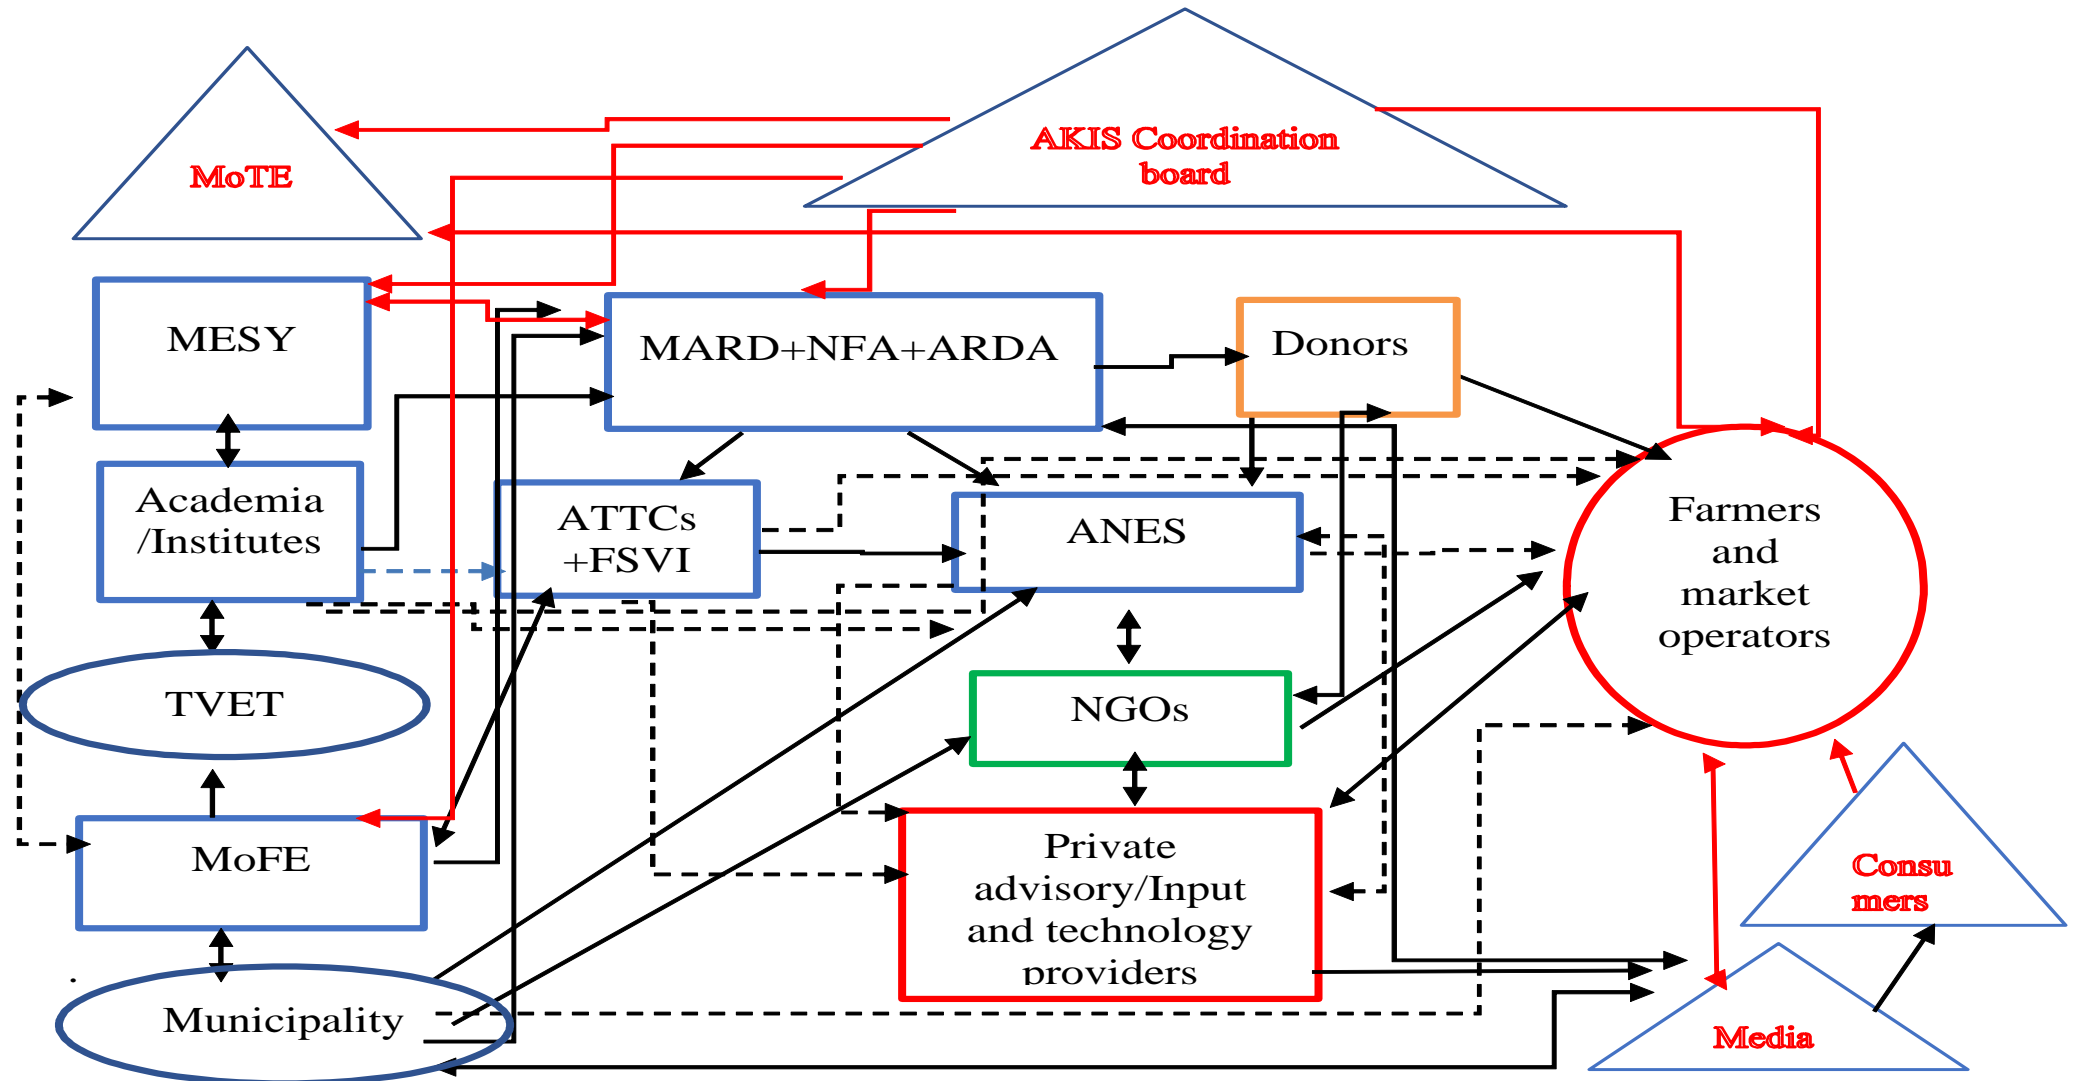 AKIS Coordination
board
MoTE
MESY
MARD+NFA+ARDA
Donors
Academia
/Institutes
ATTCs
+FSVI
ANES
Farmers
and
market
operators
TVET
NGOs
MoFE
Private
advisory/Input
and technology
providers
Consu
mers
.
Municipality
Media